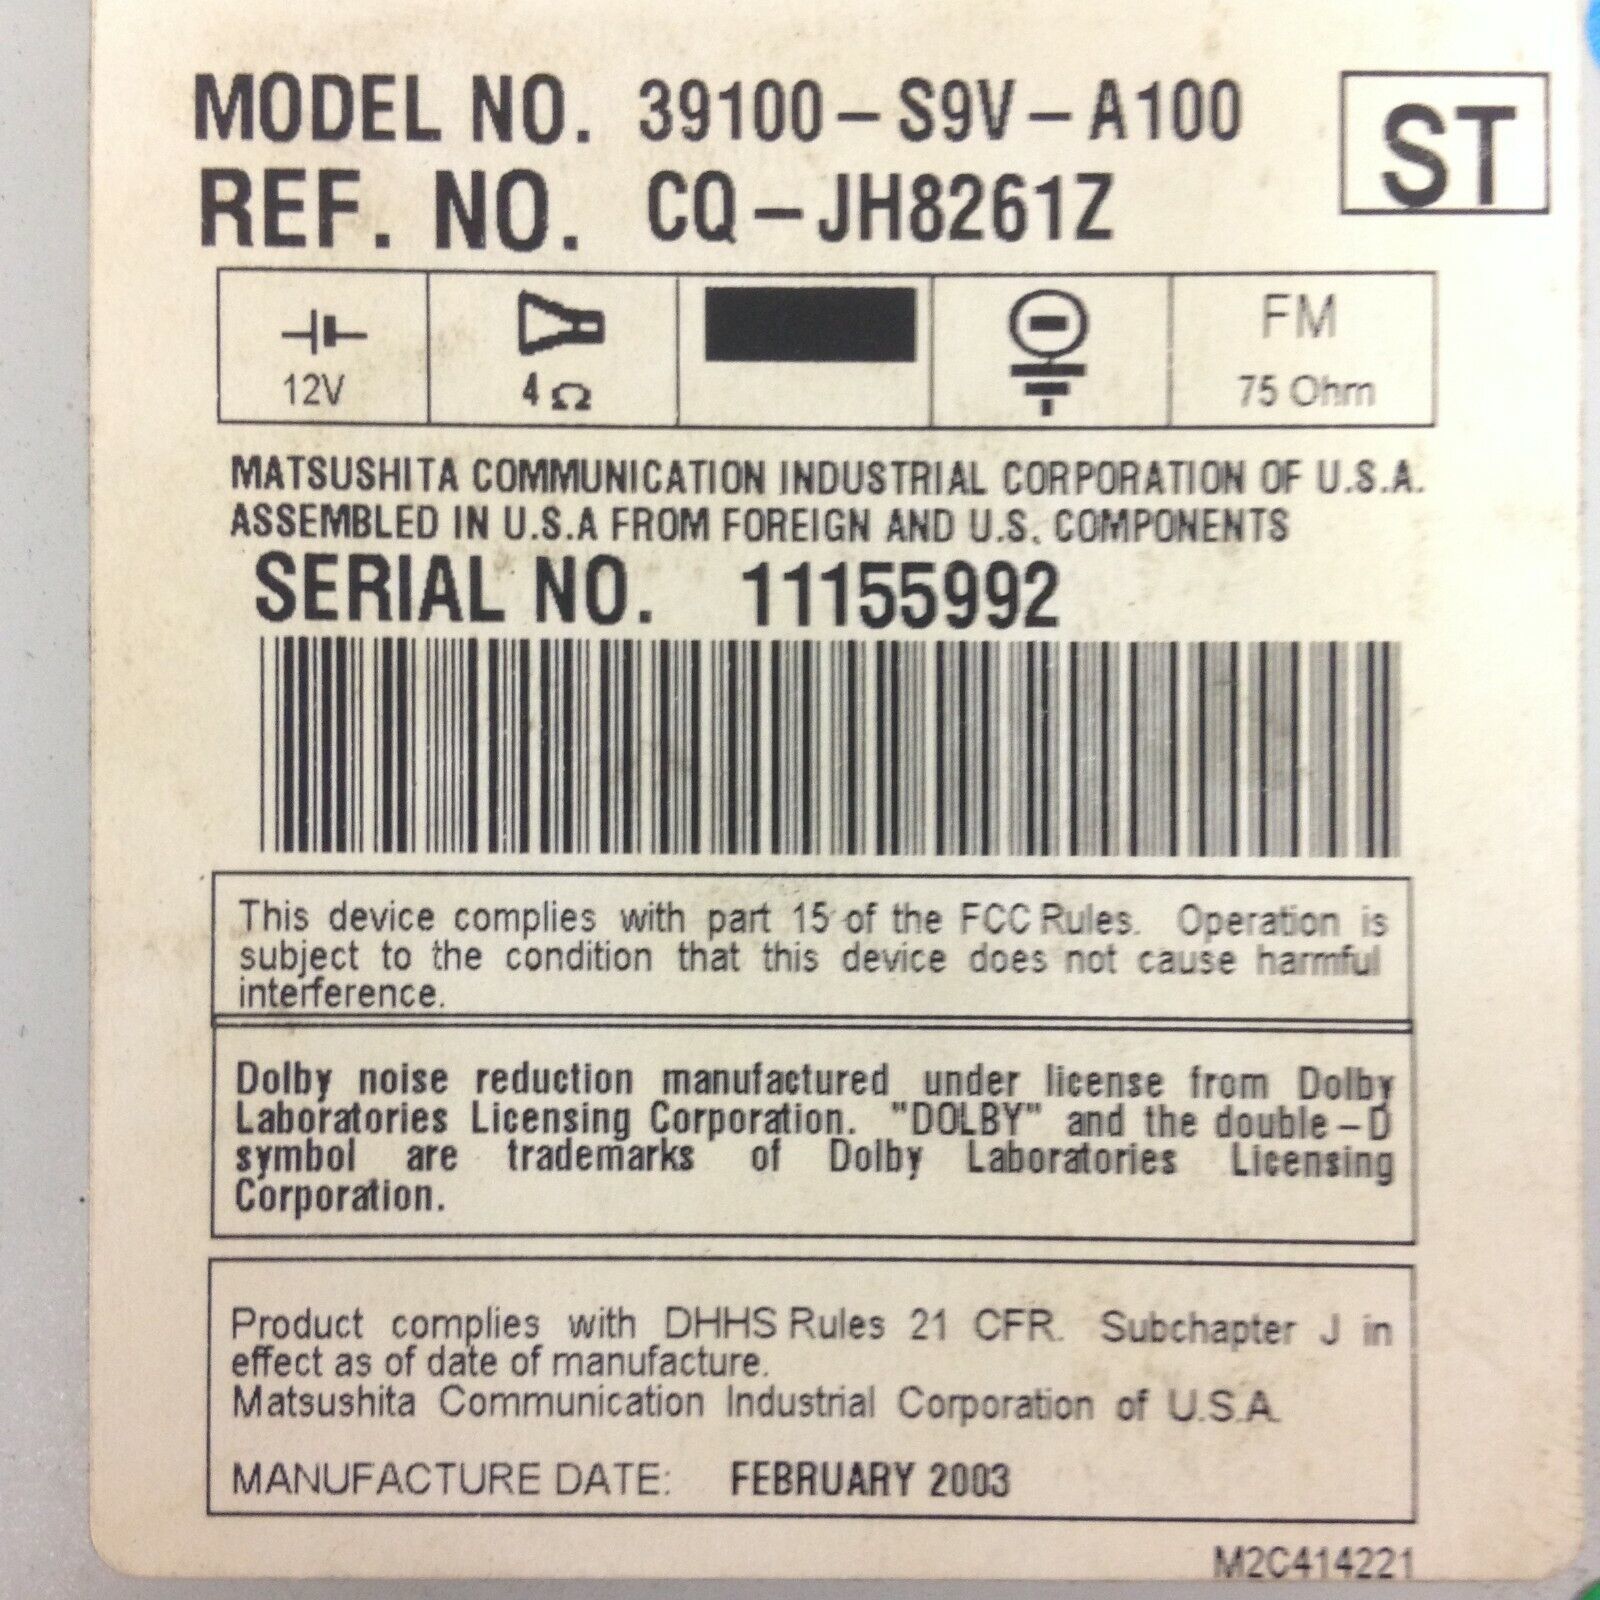 MODEL NO. 39100-S9V-A100
ST
REF. NO. CQ-JH8261Z
12V
4 Ω
FM
75 Ohm
MATSUSHITA COMMUNICATION INDUSTRIAL CORPORATION OF U.S.A.
ASSEMBLED IN U.S.A FROM FOREIGN AND U.S. COMPONENTS
SERIAL NO. 11155992
This device complies with part 15 of the FCC Rules. Operation is
subject to the condition that this device does not cause harmful
interference.
Dolby noise reduction manufactured under license from Dolby
Laboratories Licensing Corporation. "DOLBY" and the double-D
symbol are trademarks of Dolby Laboratories Licensing
Corporation.
Product complies with DHHS Rules 21 CFR. Subchapter J in
effect as of date of manufacture.
Matsushita Communication Industrial Corporation of U.S.A.
MANUFACTURE DATE: FEBRUARY 2003
M2C414221